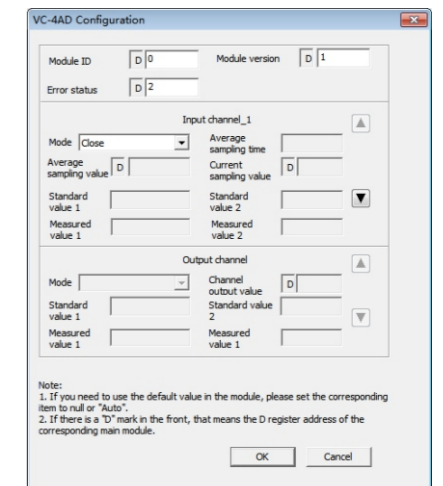 VC-4AD Configuration
Module ID D 0 Module version D 1
Error status D 2
Input channel_1
Mode Close Average sampling time
Average sampling value D Current sampling value D
Standard value 1 Standard value 2
Measured value 1 Measured value 2
Output channel
Mode Channel output value D
Standard value 1 Standard value 2
Measured value 1 Measured value 1
Note:
1. If you need to use the default value in the module, please set the corresponding
item to null or "Auto".
2. If there is a "D" mark in the front, that means the D register address of the
corresponding main module.
OK Cancel